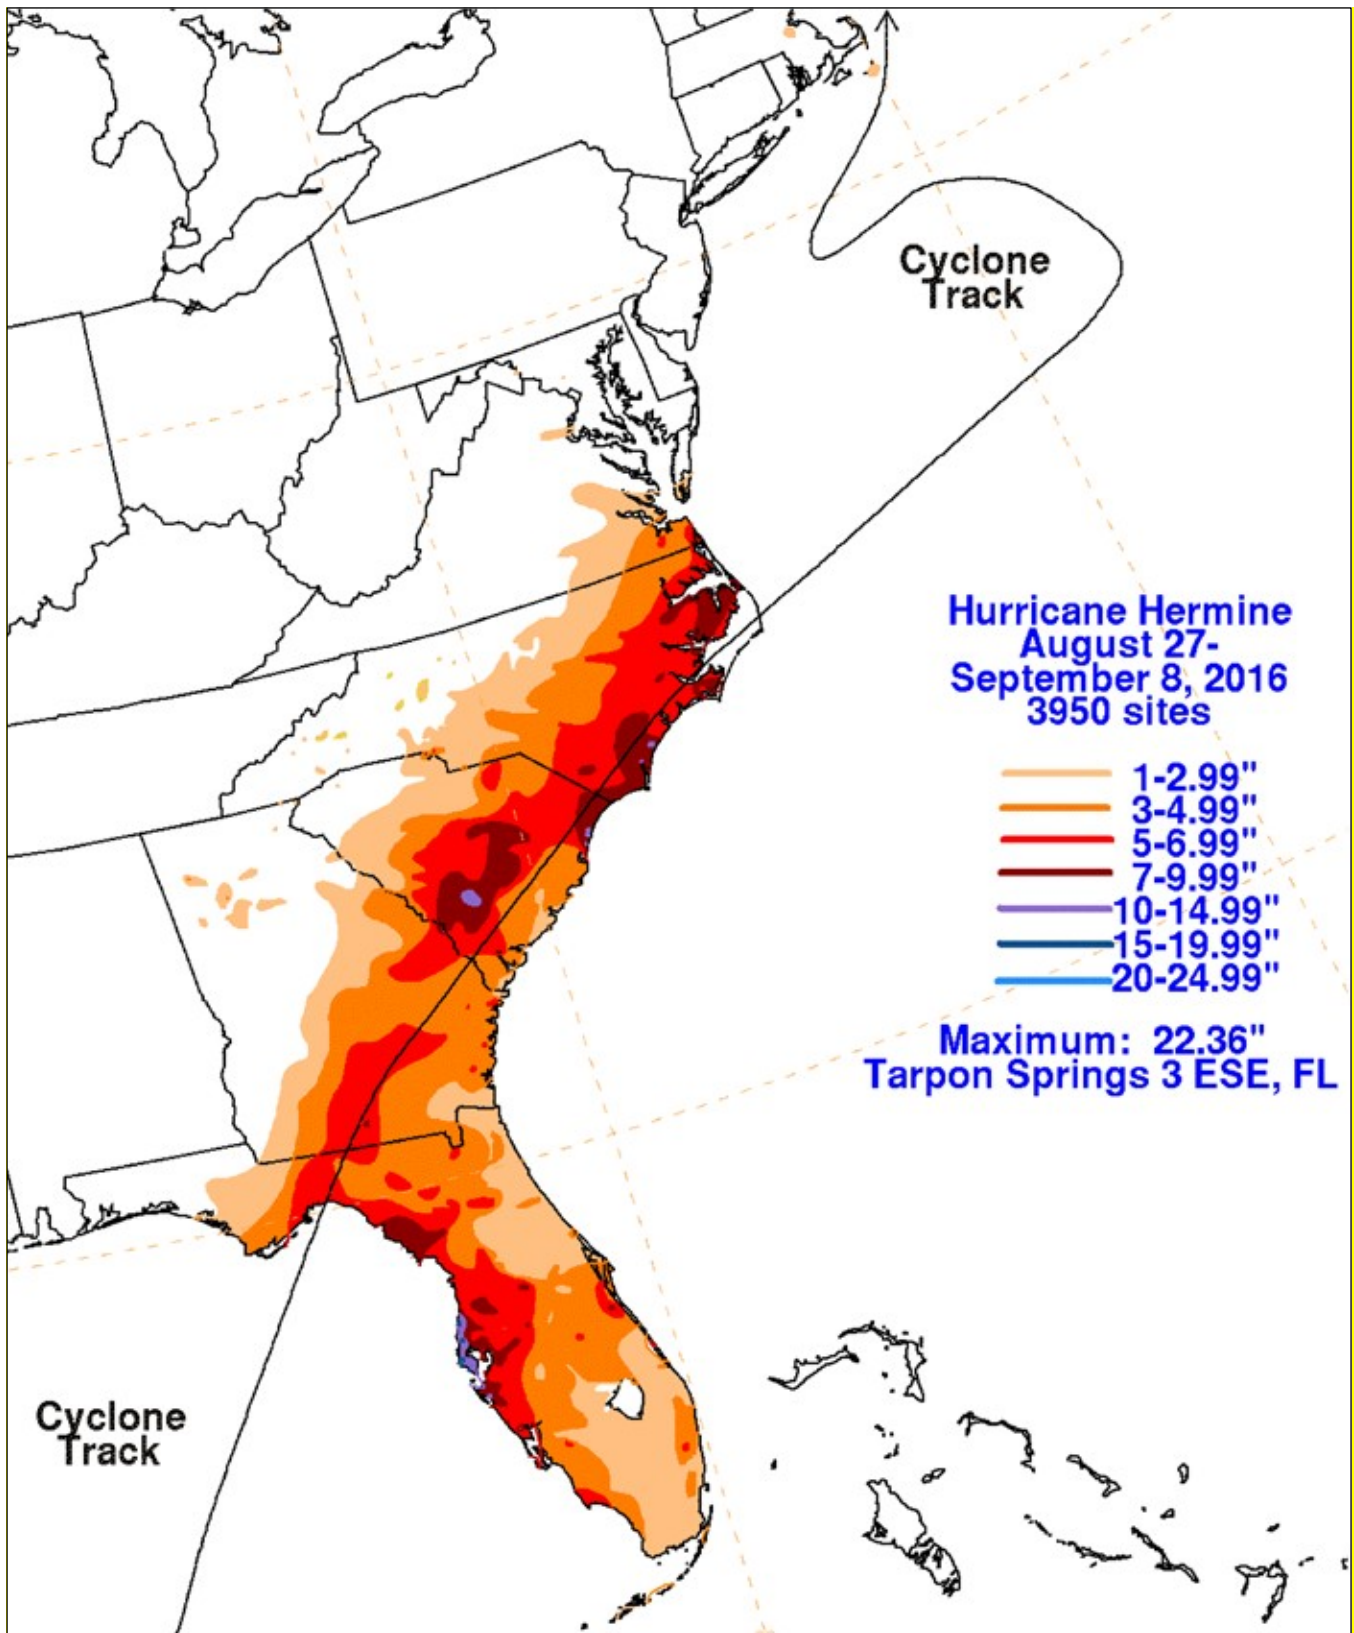 Cyclone
Track
Hurricane Hermine
August 27-
September 8, 2016
3950 sites
1-2.99"
3-4.99"
5-6.99"
7-9.99"
10-14.99"
15-19.99"
20-24.99"
Maximum: 22.36"
Tarpon Springs 3 ESE, FL
Cyclone
Track